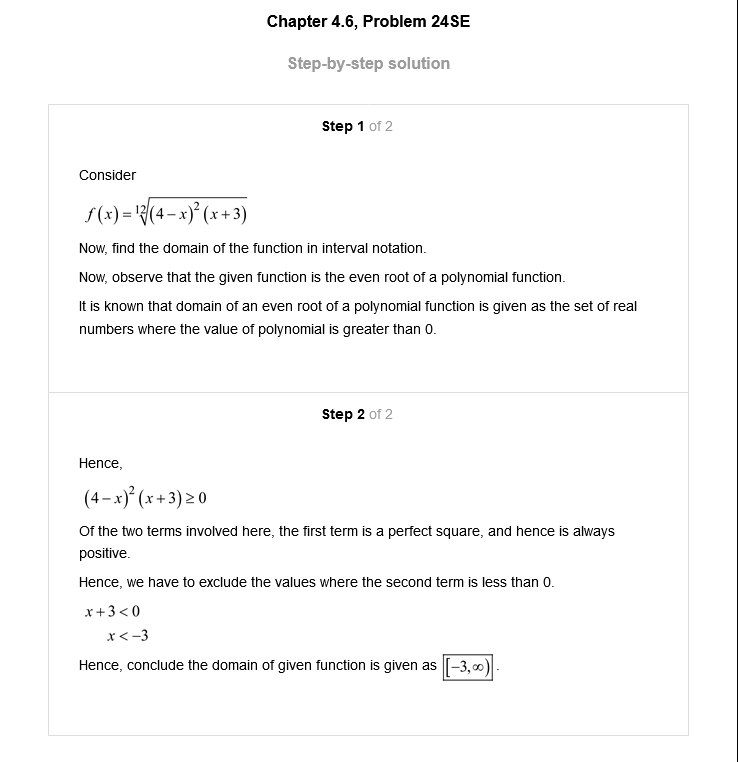 Chapter 4.6, Problem 24SE
Step-by-step solution
Step 1 of 2
Consider
f(x) = \sqrt[12]{(4−x)²(x+3)}
Now, find the domain of the function in interval notation.
Now, observe that the given function is the even root of a polynomial function.
It is known that domain of an even root of a polynomial function is given as the set of real
numbers where the value of polynomial is greater than 0.
Step 2 of 2
Hence,
(4−x)²(x+3) ≥ 0
Of the two terms involved here, the first term is a perfect square, and hence is always
positive.
Hence, we have to exclude the values where the second term is less than 0.
x+3 < 0
x < −3
Hence, conclude the domain of given function is given as [−3,∞).